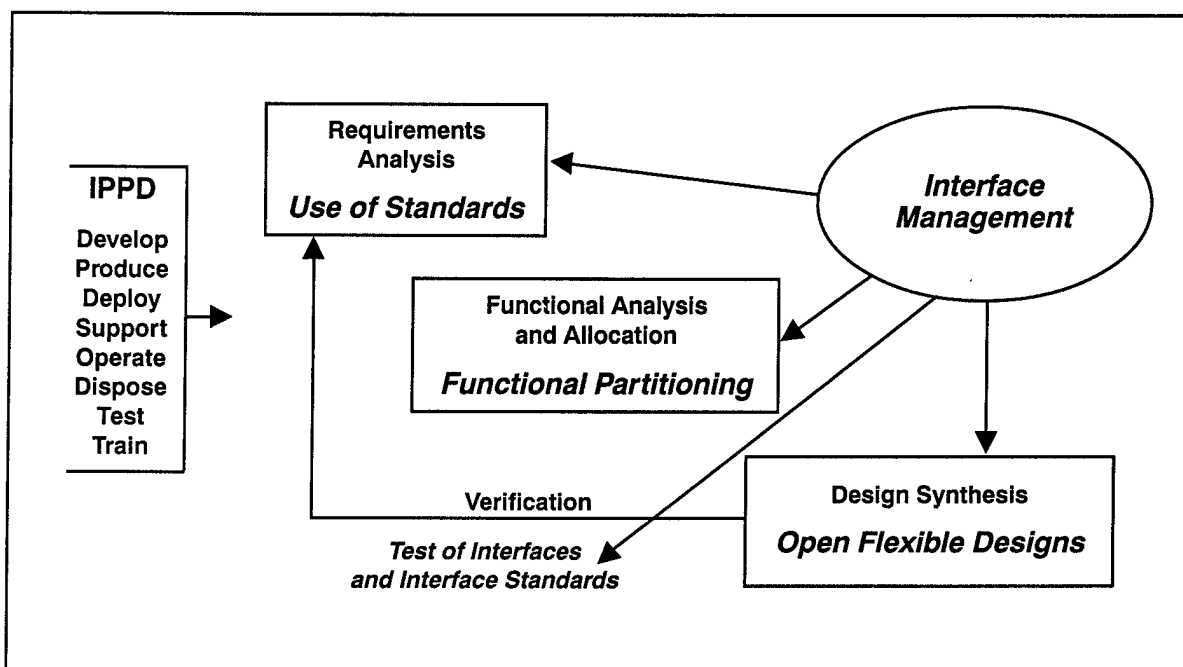 IPPD
Develop
Produce
Deploy
Support
Operate
Dispose
Test
Train
Requirements
Analysis
Use of Standards
Interface
Management
Functional Analysis
and Allocation
Functional Partitioning
Verification
Test of Interfaces
and Interface Standards
Design Synthesis
Open Flexible Designs